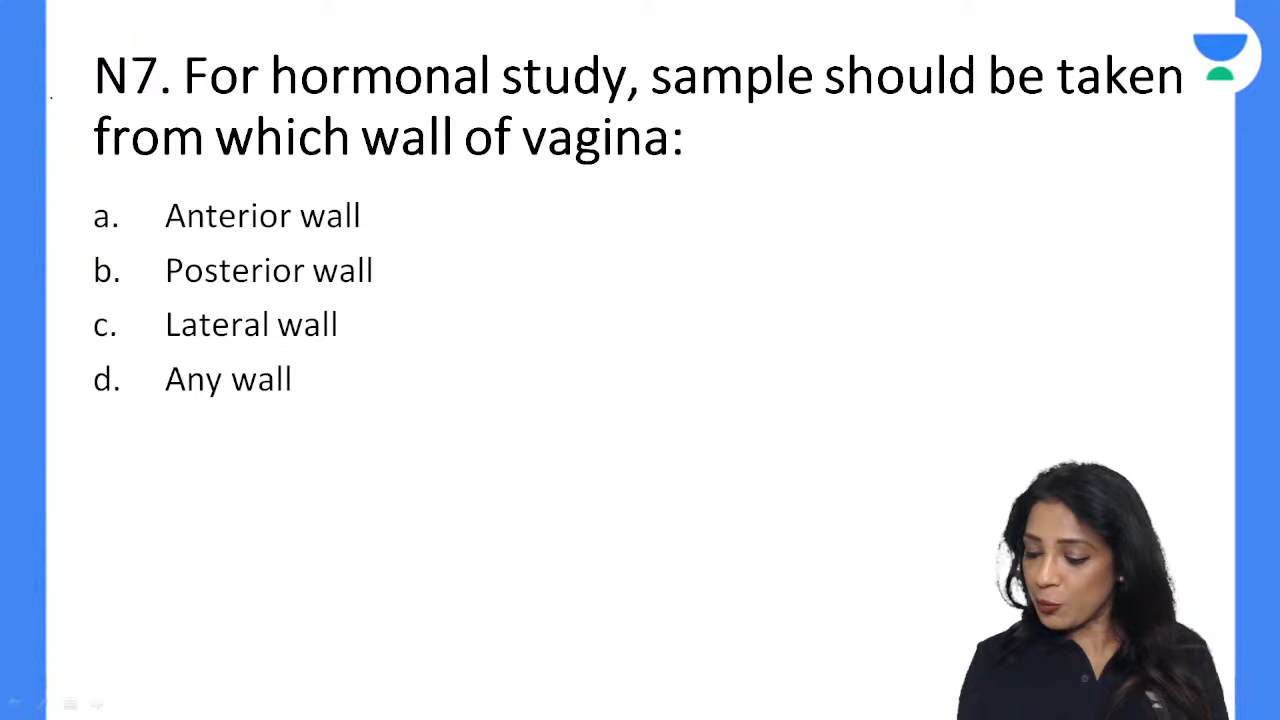 N7. For hormonal study, sample should be taken
from which wall of vagina:
a. Anterior wall
b. Posterior wall
c. Lateral wall
d. Any wall